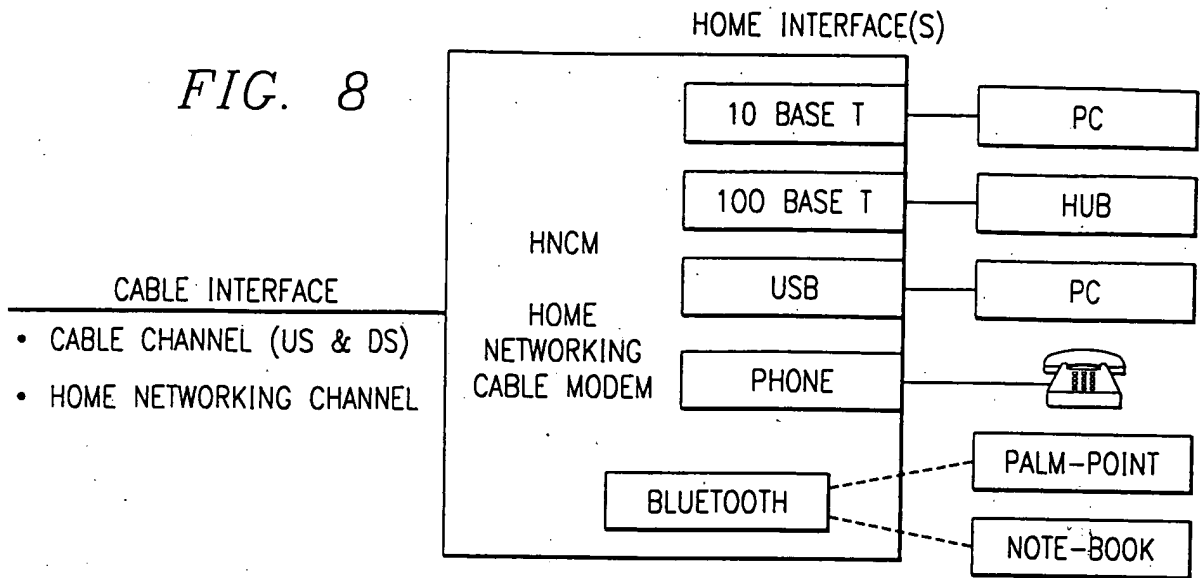 FIG. 8
HOME INTERFACE(S)
10 BASE T
PC
100 BASE T
HUB
HNCM
USB
PC
CABLE INTERFACE
• CABLE CHANNEL (US & DS)
• HOME NETWORKING CHANNEL
HOME
NETWORKING
CABLE MODEM
PHONE
BLUETOOTH
PALM-POINT
NOTE-BOOK